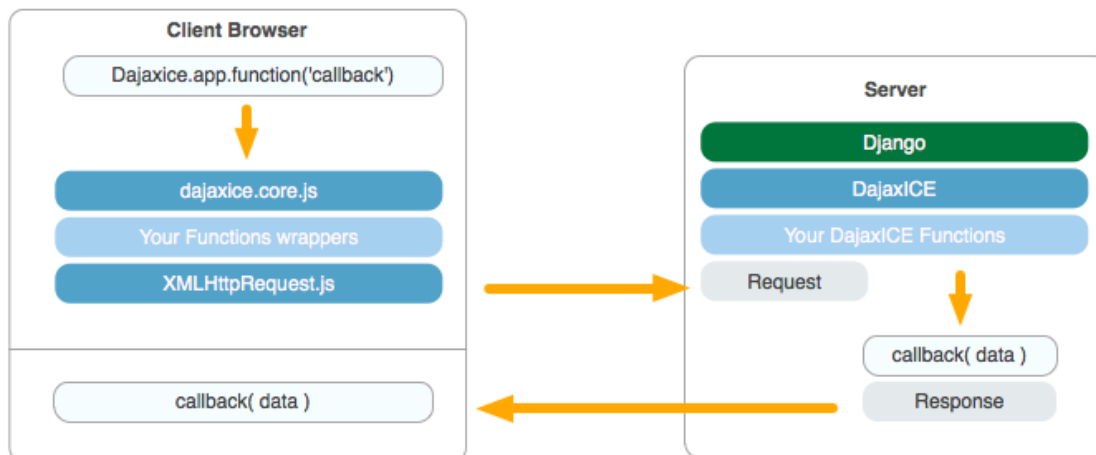 Client Browser
Dajaxice.app.function('callback')
dajaxice.core.js
Your Functions wrappers
XMLHttpRequest.js
callback( data )
Server
Django
DajaxICE
Your DajaxICE Functions
Request
callback( data )
Response